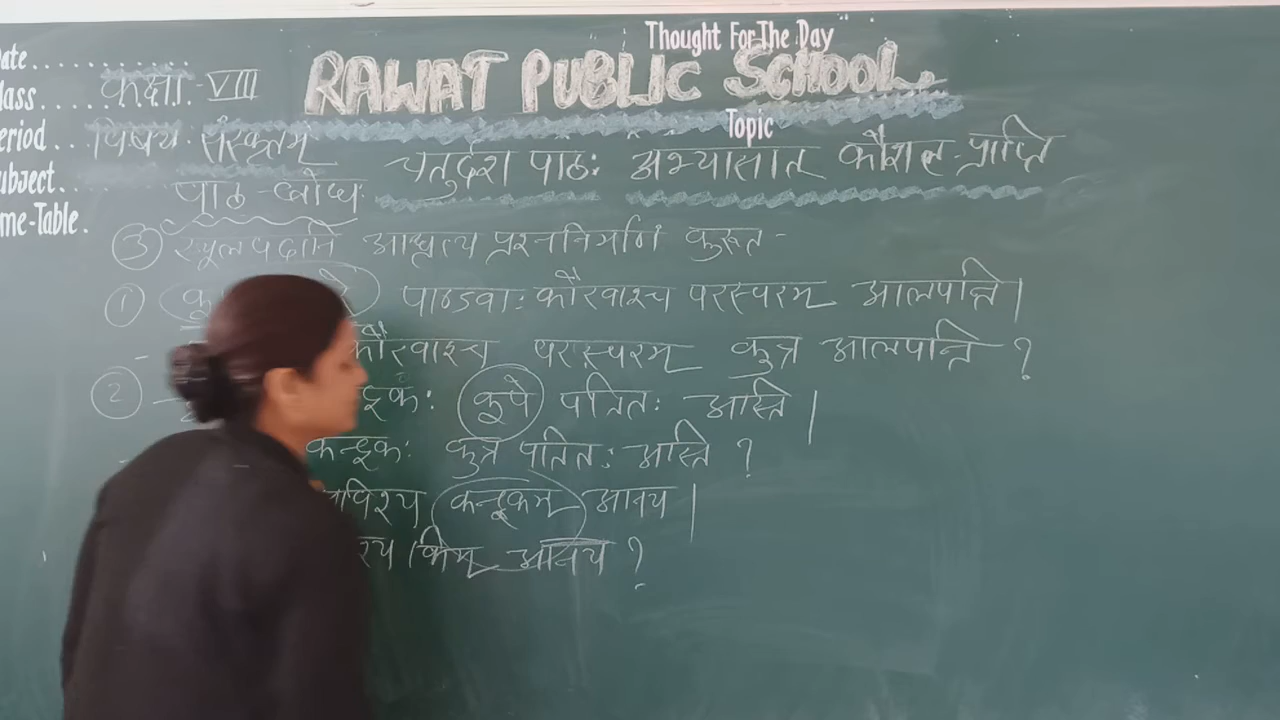 Thought For The Day
ate..........
RAWAT PUBLIC SCHOOL
lass...... कक्षा - VIII
eriod... विषय - संस्कृतम्
Topic
चतुर्दश पाठः अभ्यासात् कौशल-प्राप्ति
ubject....
पाठ-बोधः
me-Table.
③ स्थूलपदानि आधृत्य प्रश्ननिर्माणं कुरूत -
① पाण्डवाः कौरवाश्च परस्परम् आलपन्ति।
- कौरवाश्च परस्परम् कुत्र आलपन्ति ?
② कूपे पतितः अस्ति।
कन्दूकः कुत्र पतितः अस्ति ?
कन्दूकम् आनय।
किम् आनय ?